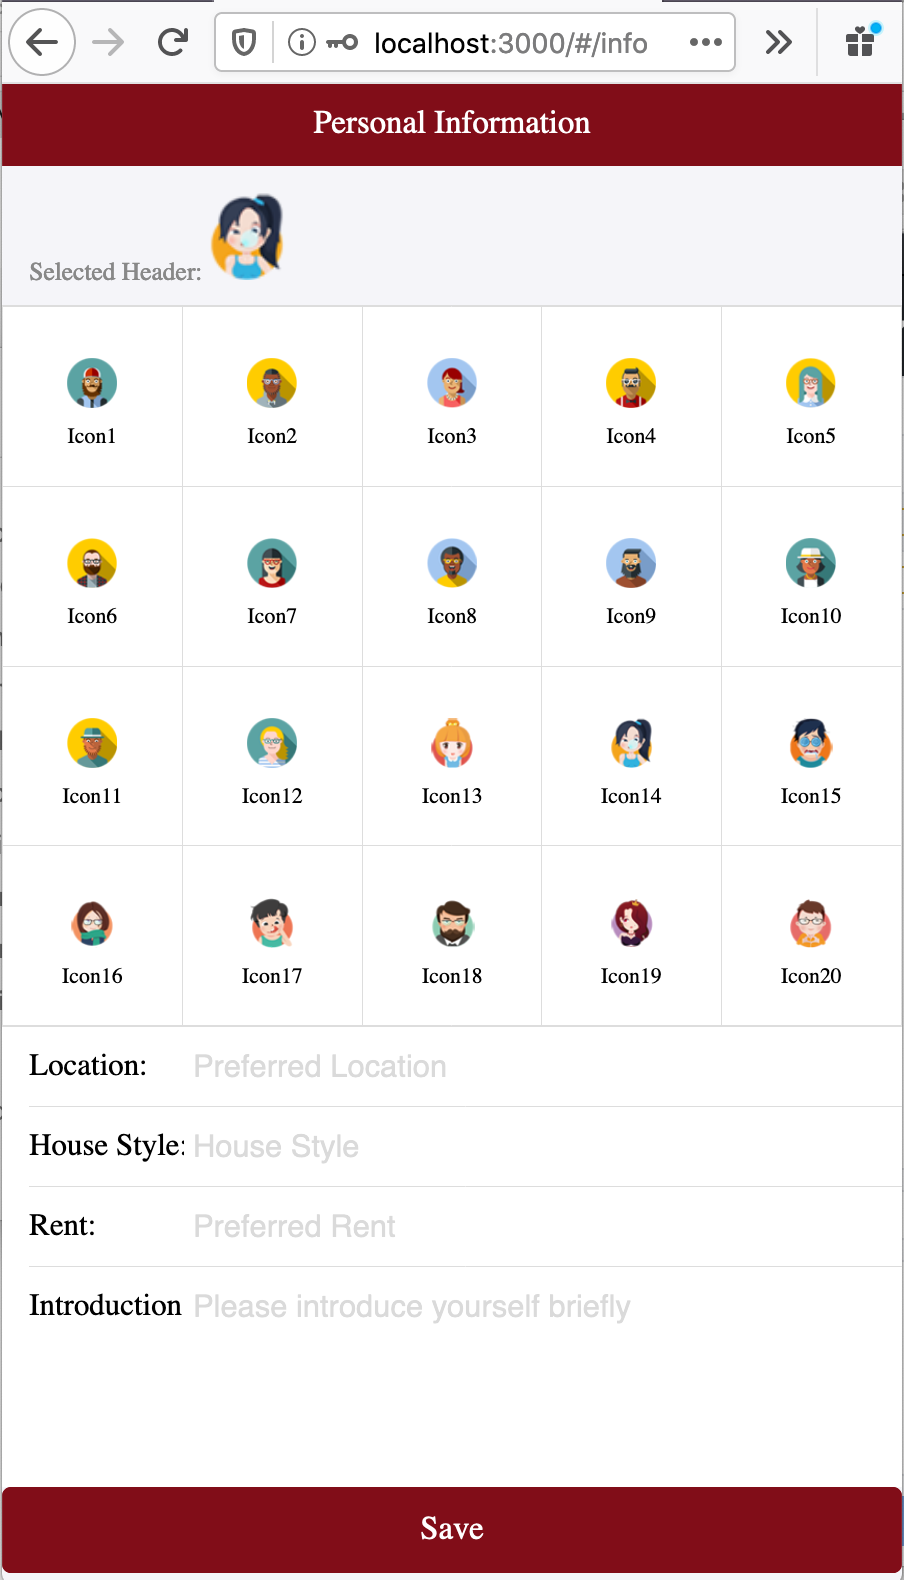 localhost:3000/#/info
Personal Information
Selected Header:
Icon1 Icon2 Icon3 Icon4 Icon5
Icon6 Icon7 Icon8 Icon9 Icon10
Icon11 Icon12 Icon13 Icon14 Icon15
Icon16 Icon17 Icon18 Icon19 Icon20
Location: Preferred Location
House Style: House Style
Rent: Preferred Rent
Introduction Please introduce yourself briefly
Save